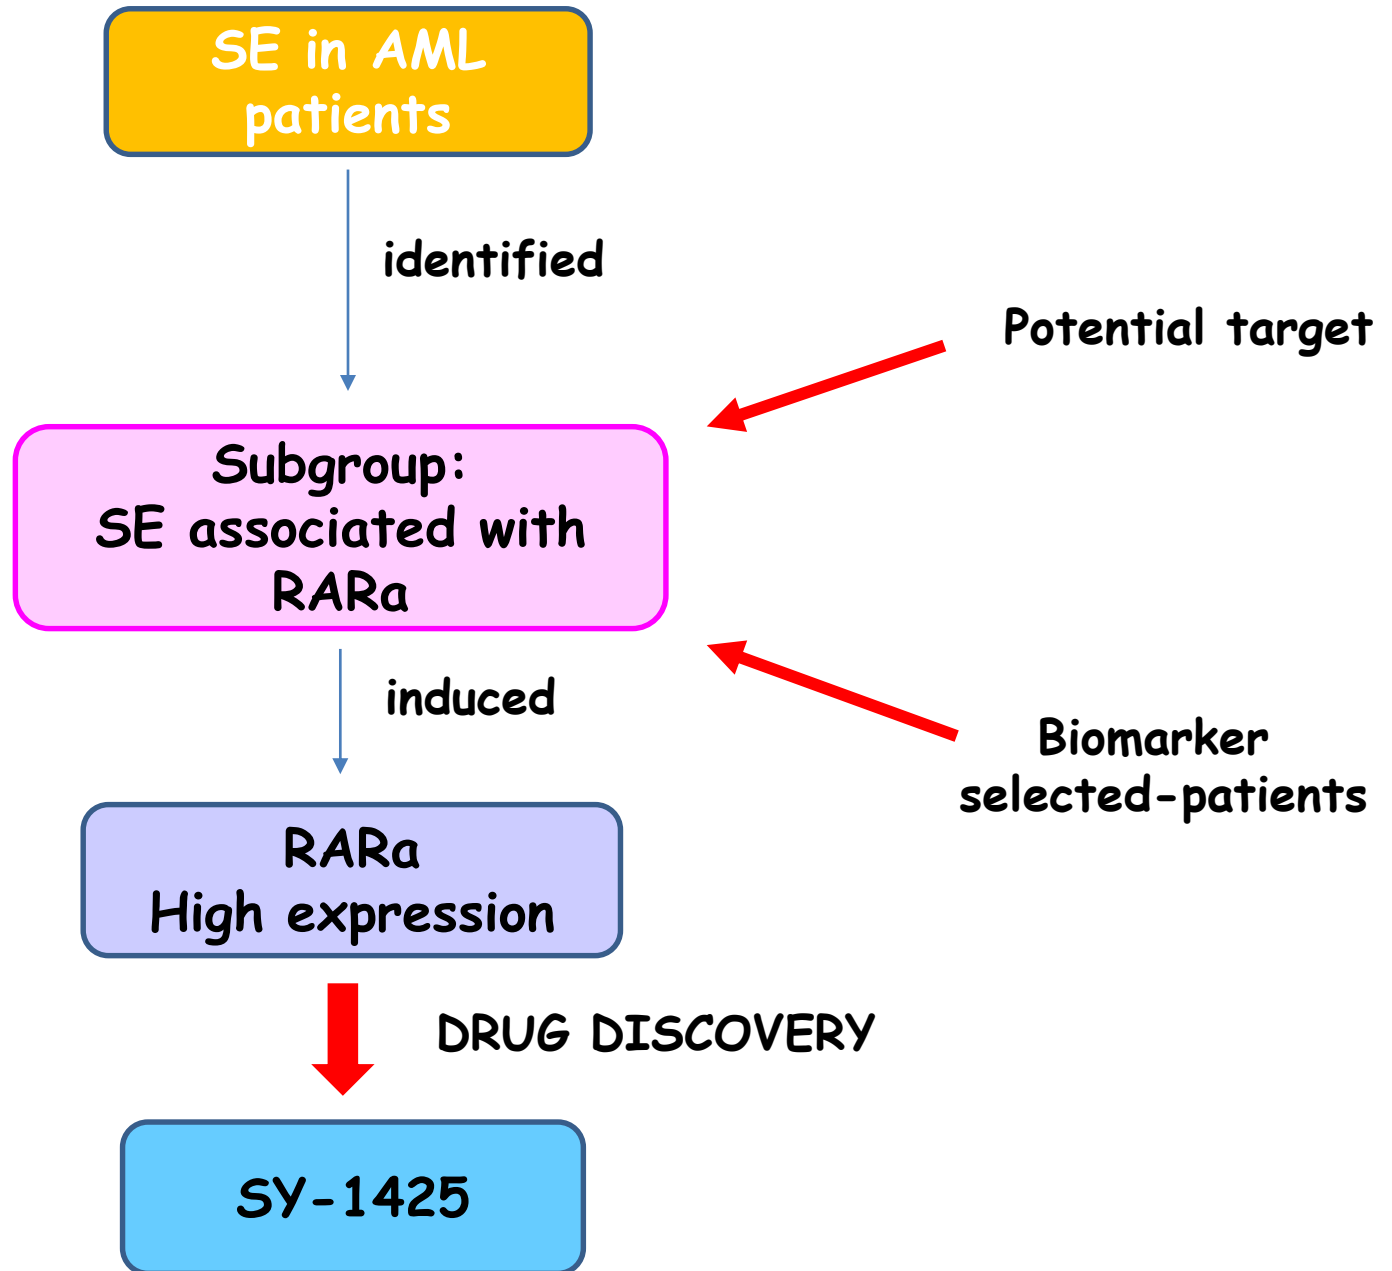 SE in AML
patients
identified
Potential target
Subgroup:
SE associated with
RARa
induced
Biomarker
selected-patients
RARa
High expression
DRUG DISCOVERY
SY-1425